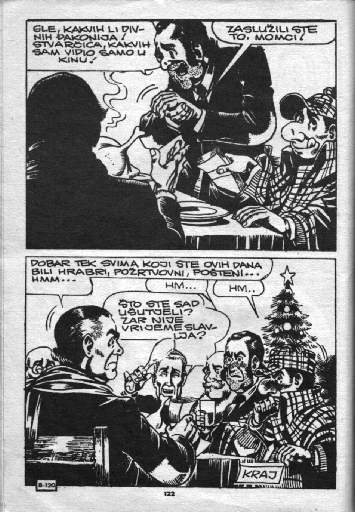 GLE, KAKVIH LI DIV-
NIH ĐAKONIJA!
STVARČICA, KAKVIH
SAM VIDIO SAMO U
KINU!
ZASLUŽILI STE
TO, MOMCI!
DOBAR TEK SVIMA KOJI STE OVIH DANA
BILI HRABRI, POŽRTVOVNI, POŠTENI...
HMM...
HM...
HM..
ŠTO STE SAD
UŠUTJELI?
ZAR NIJE
VRIJEME SLAV-
LJA?
KRAJ
B-120
122